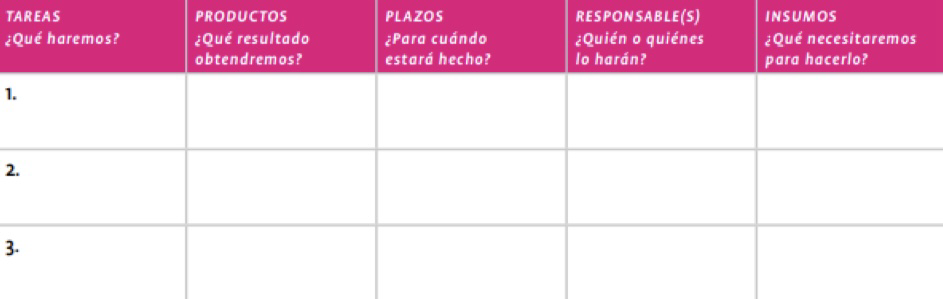 TAREAS
¿Qué haremos?
PRODUCTOS
¿Qué resultado
obtendremos?
PLAZOS
¿Para cuándo
estará hecho?
RESPONSABLE(S)
¿Quién o quiénes
lo harán?
INSUMOS
¿Qué necesitaremos
para hacerlo?
1.
2.
3.